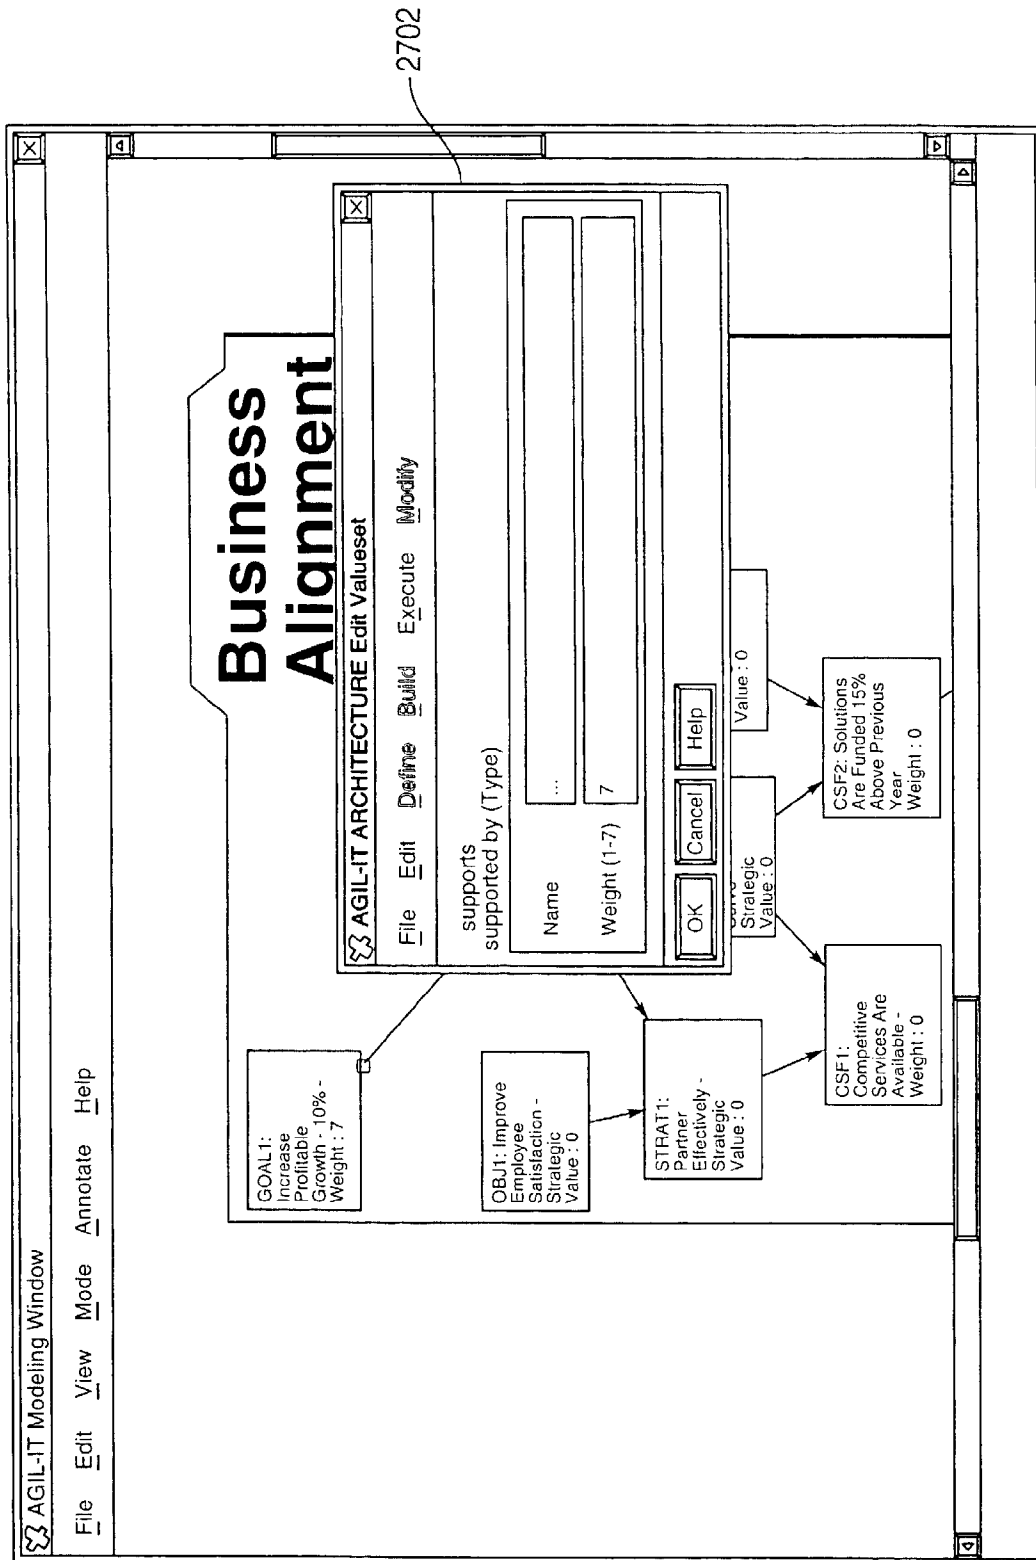 AGIL-IT Modeling Window
File Edit View Mode Annotate Help
Business
Alignment
GOAL1:
Increase
Profitable
Growth - 10% -
Weight : 7
OBJ1: Improve
Employee
Satisfaction -
Strategic
Value : 0
STRAT1:
Partner
Effectively -
Strategic
Value : 0
CSF1:
Competitive
Services Are
Available -
Weight : 0
Strategic
Value : 0
Value : 0
CSF2: Solutions
Are Funded 15%
Above Previous
Year
Weight : 0
AGIL-IT ARCHITECTURE Edit Valueset
File Edit Define Build Execute Modify
supports
supported by (Type)
Name ...
Weight (1-7) 7
OK Cancel Help
2702